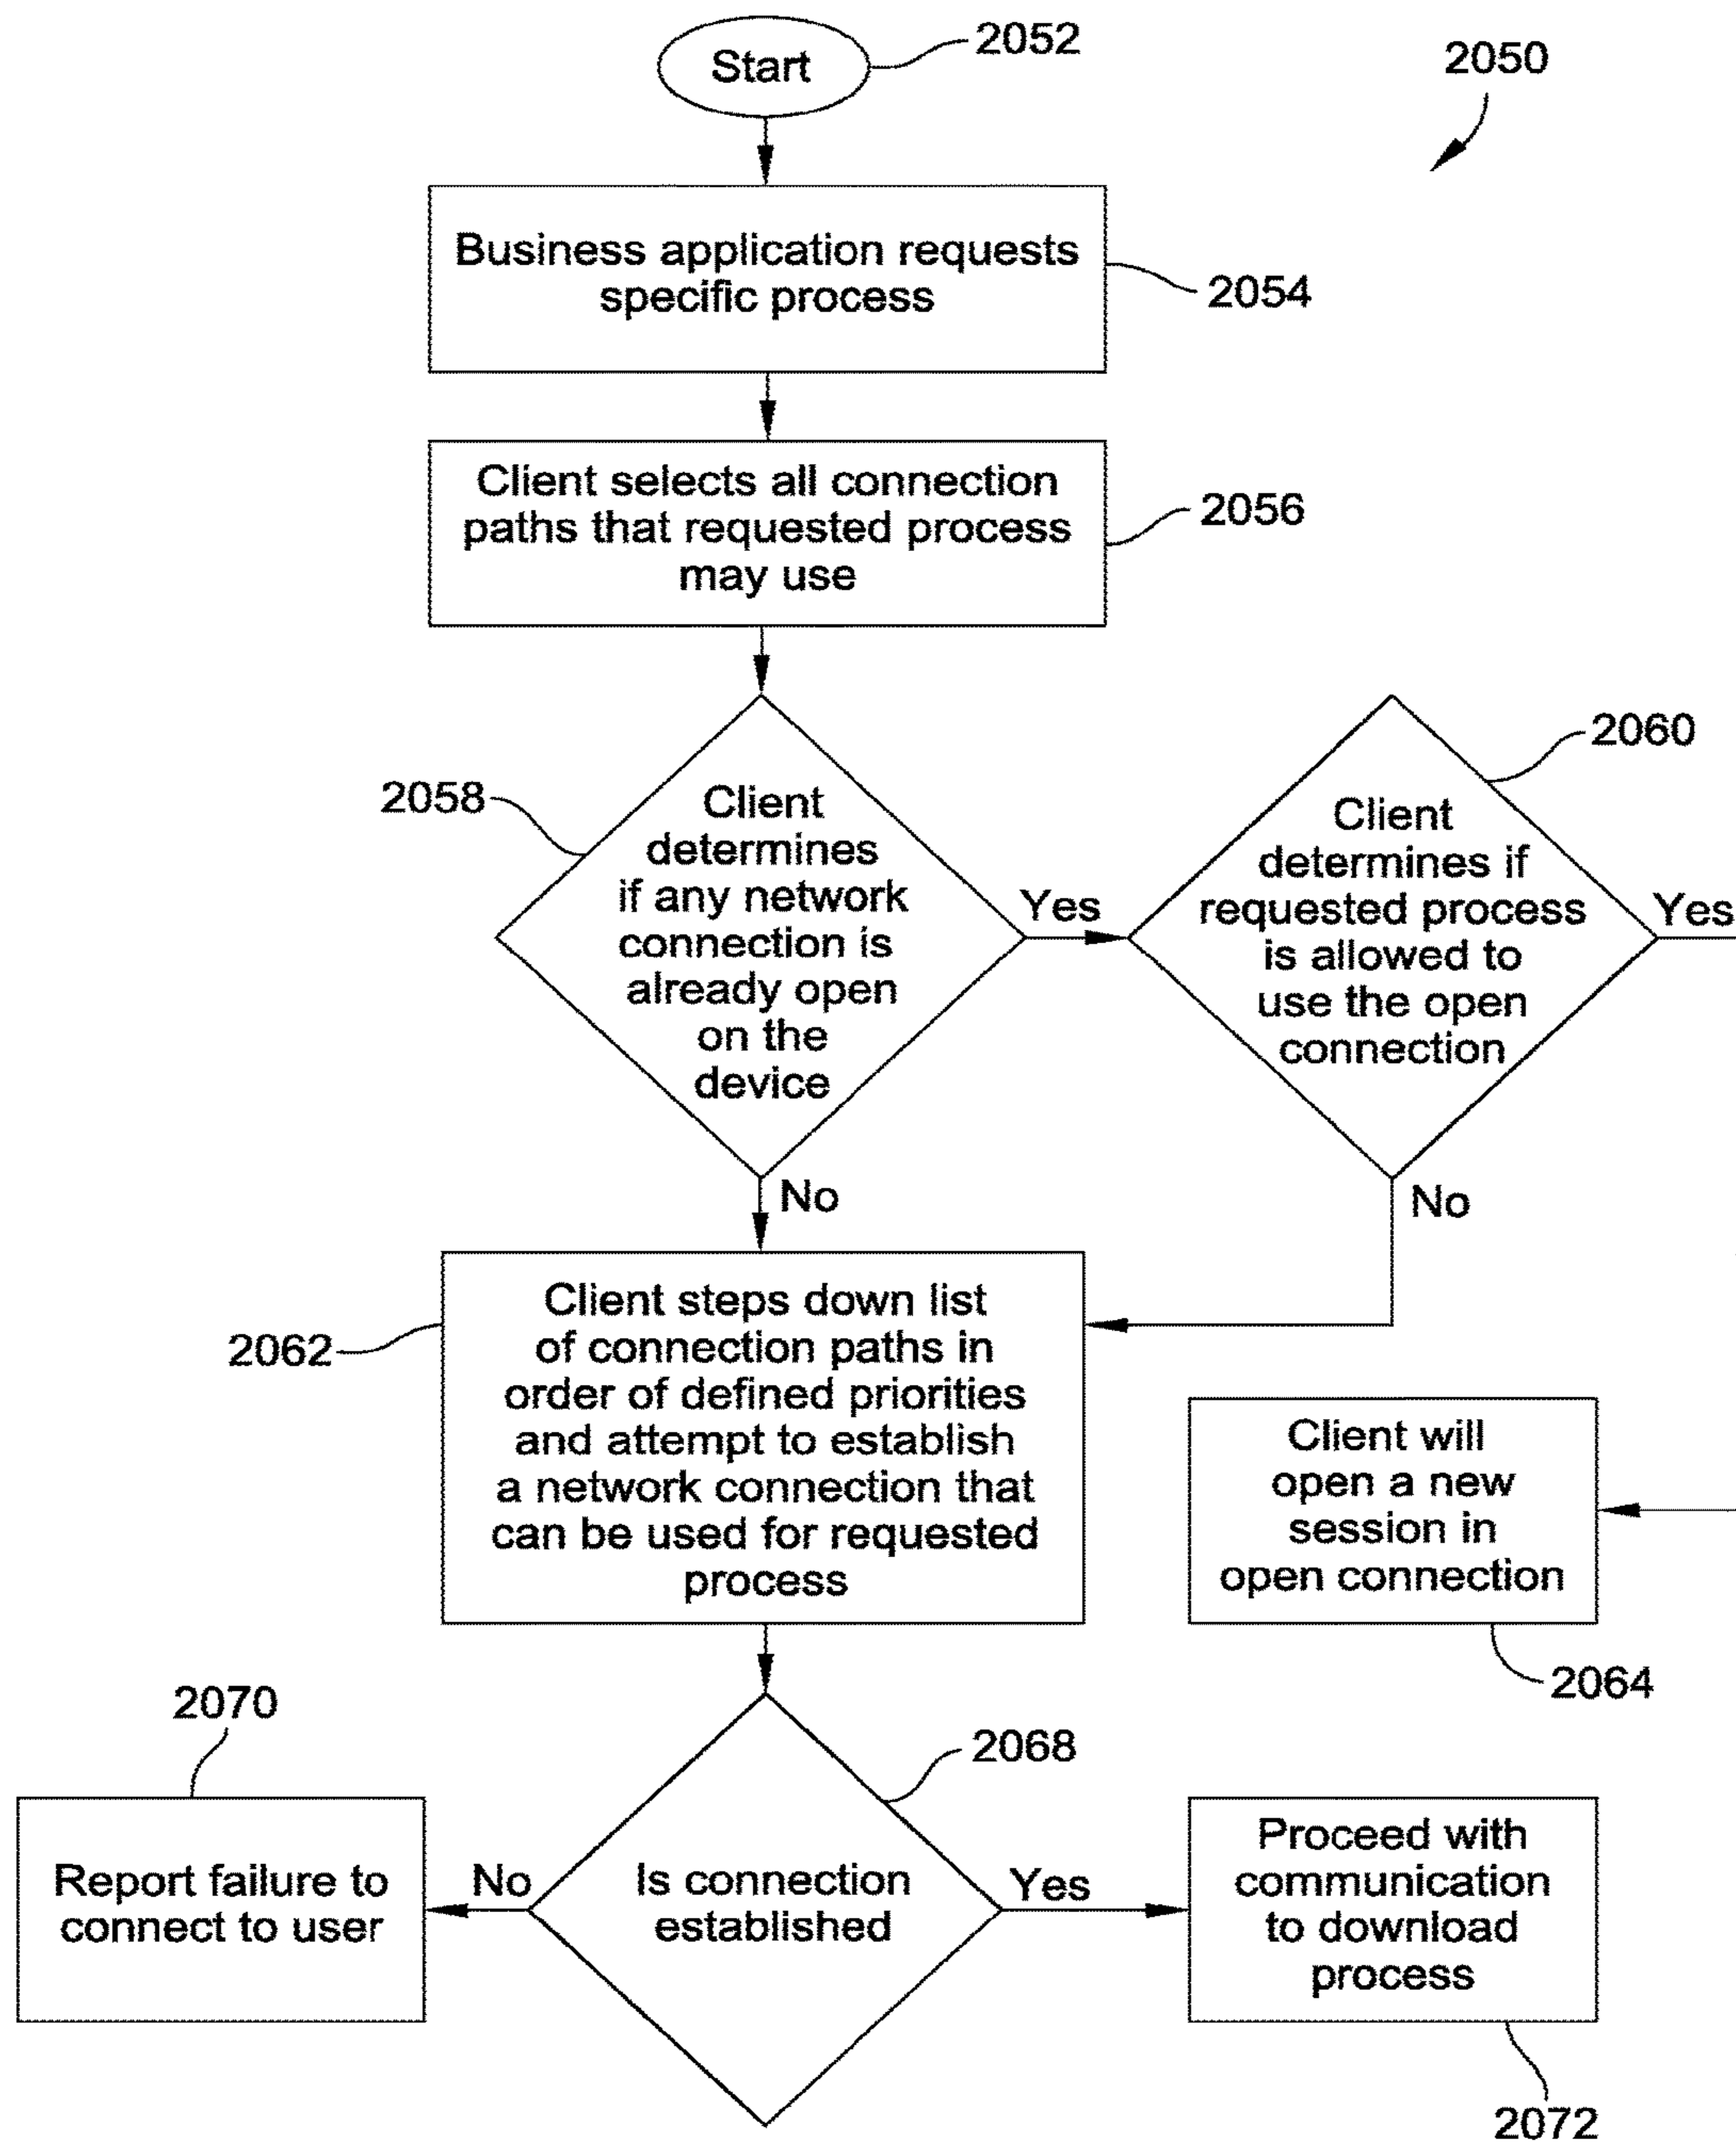 Start
2052
2050
Business application requests
specific process
2054
Client selects all connection
paths that requested process
may use
2056
2058
Client
determines
if any network
connection is
already open
on the
device
Yes
No
2060
Client
determines if
requested process
is allowed to
use the open
connection
Yes
No
2062
Client steps down list
of connection paths in
order of defined priorities
and attempt to establish
a network connection that
can be used for requested
process
Client will
open a new
session in
open connection
2064
2070
Report failure to
connect to user
No
2068
Is connection
established
Yes
Proceed with
communication
to download
process
2072